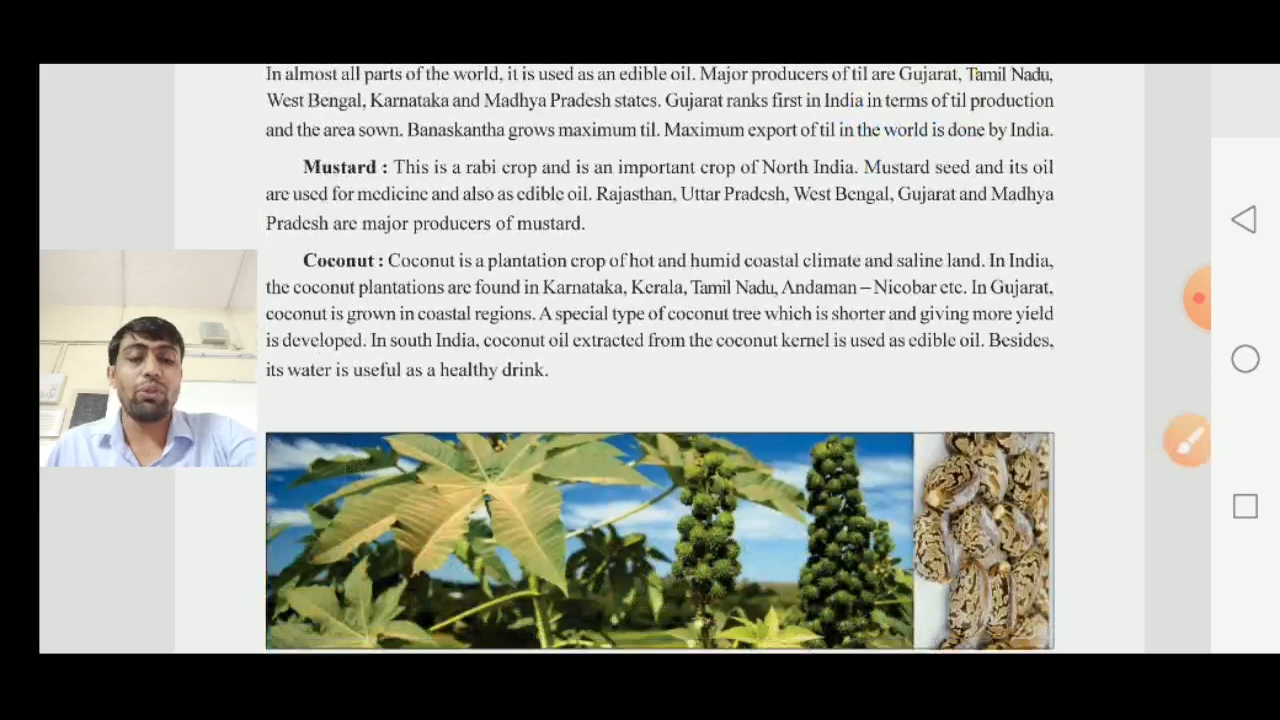 In almost all parts of the world, it is used as an edible oil. Major producers of til are Gujarat, Tamil Nadu,
West Bengal, Karnataka and Madhya Pradesh states. Gujarat ranks first in India in terms of til production
and the area sown. Banaskantha grows maximum til. Maximum export of til in the world is done by India.
Mustard : This is a rabi crop and is an important crop of North India. Mustard seed and its oil
are used for medicine and also as edible oil. Rajasthan, Uttar Pradesh, West Bengal, Gujarat and Madhya
Pradesh are major producers of mustard.
Coconut : Coconut is a plantation crop of hot and humid coastal climate and saline land. In India,
the coconut plantations are found in Karnataka, Kerala, Tamil Nadu, Andaman – Nicobar etc. In Gujarat,
coconut is grown in coastal regions. A special type of coconut tree which is shorter and giving more yield
is developed. In south India, coconut oil extracted from the coconut kernel is used as edible oil. Besides,
its water is useful as a healthy drink.